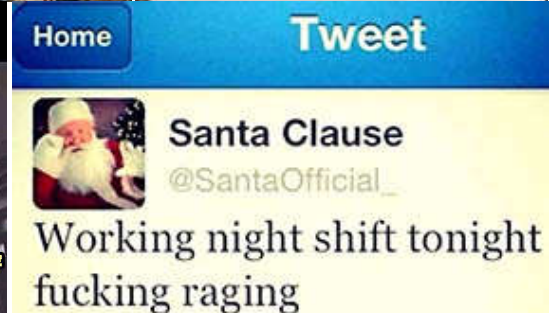 Home
Tweet
Santa Clause
@SantaOfficial_
Working night shift tonight
fucking raging